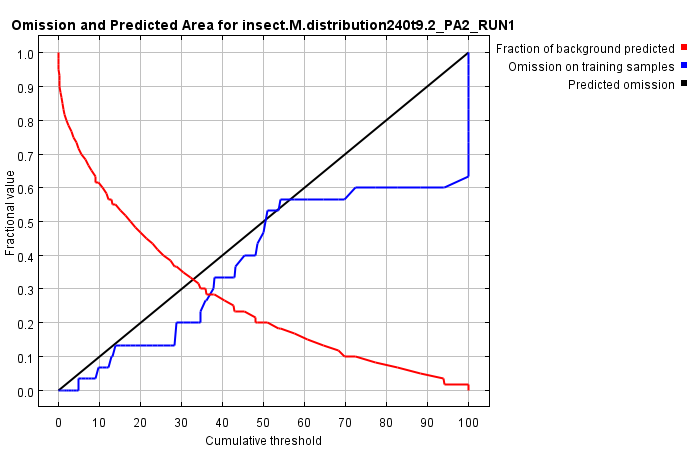 Omission and Predicted Area for insect.M.distribution240t9.2_PA2_RUN1
Fraction of background predicted
Omission on training samples
Predicted omission
1.0
0.9
0.8
0.7
0.6
0.5
0.4
0.3
0.2
0.1
0.0
Fractional value
0 10 20 30 40 50 60 70 80 90 100
Cumulative threshold